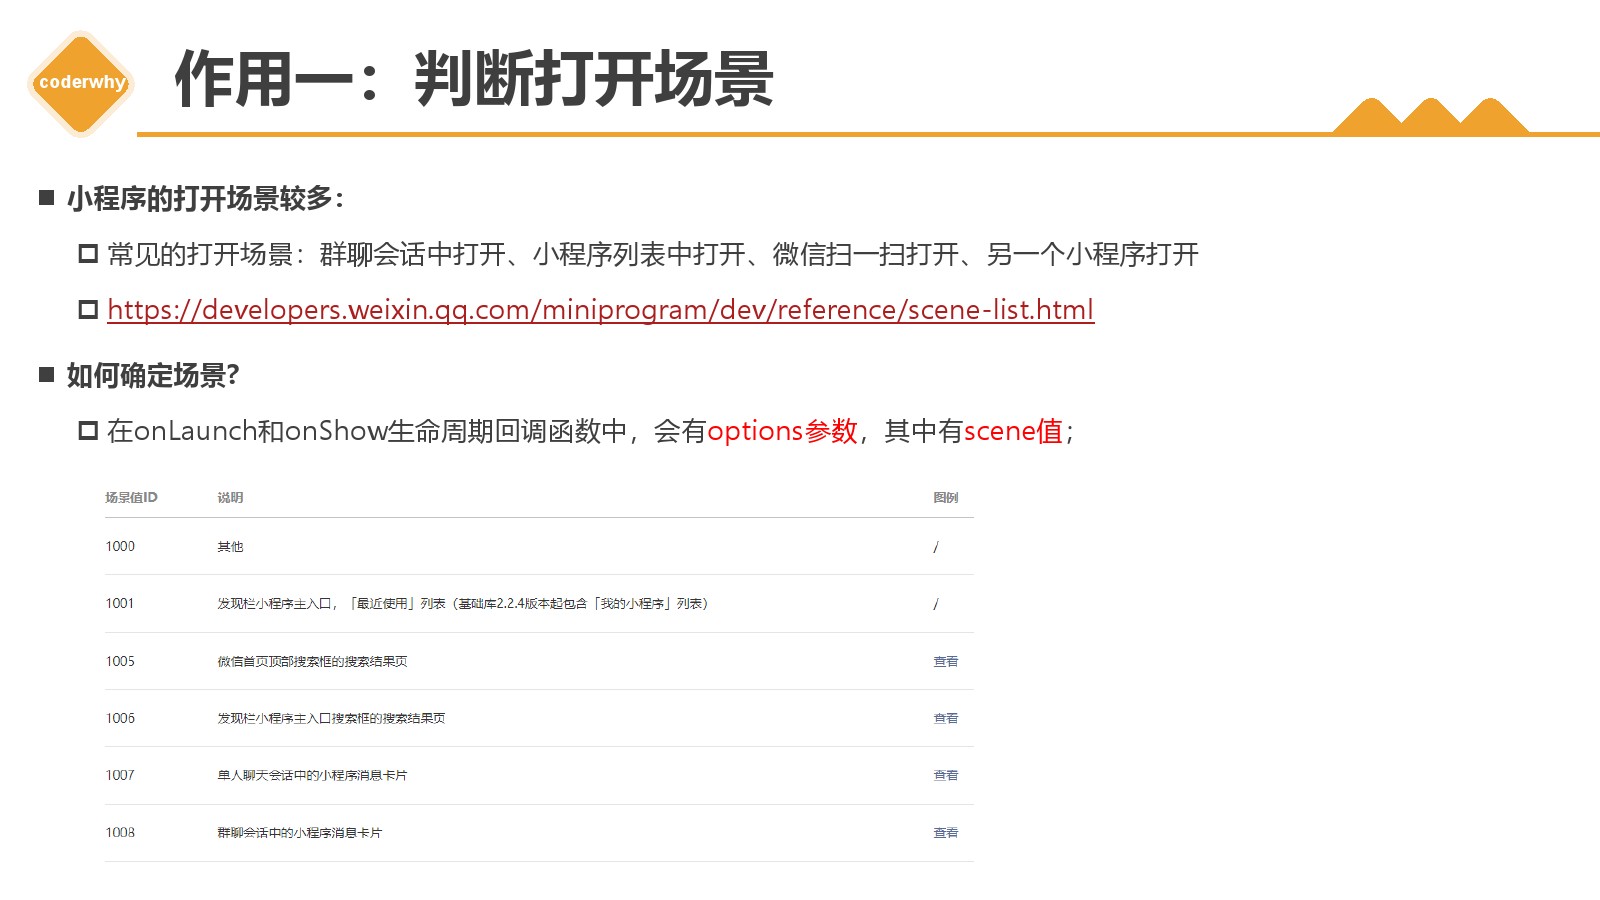 coderwhy
作用一：判断打开场景
小程序的打开场景较多：
常见的打开场景：群聊会话中打开、小程序列表中打开、微信扫一扫打开、另一个小程序打开
https://developers.weixin.qq.com/miniprogram/dev/reference/scene-list.html
如何确定场景?
在onLaunch和onShow生命周期回调函数中，会有options参数，其中有scene值；
场景值ID 说明 图例
1000 其他 /
1001 发现栏小程序主入口，「最近使用」列表（基础库2.2.4版本起包含「我的小程序」列表） /
1005 微信首页顶部搜索框的搜索结果页 查看
1006 发现栏小程序主入口搜索框的搜索结果页 查看
1007 单人聊天会话中的小程序消息卡片 查看
1008 群聊会话中的小程序消息卡片 查看